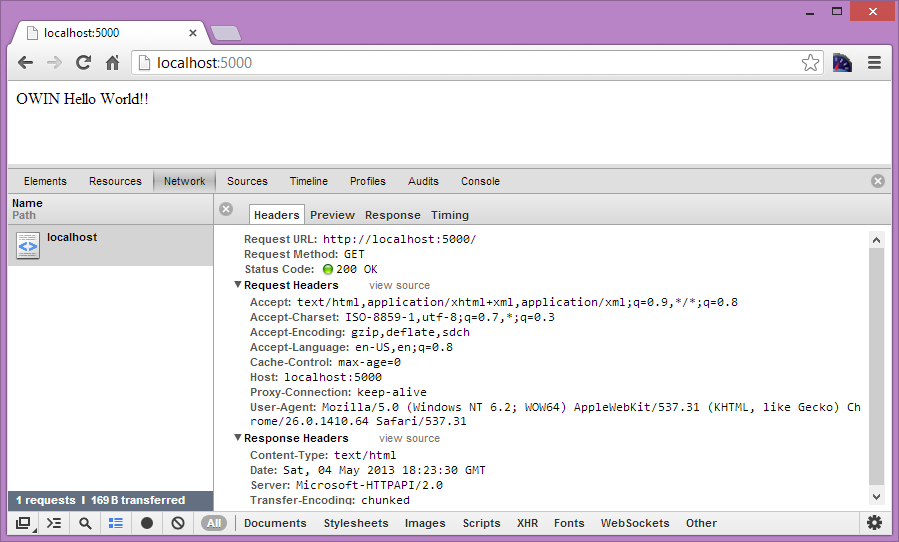 localhost:5000
localhost:5000
OWIN Hello World!!
Elements Resources Network Sources Timeline Profiles Audits Console
Name
Path
Headers Preview Response Timing
localhost
Request URL: http://localhost:5000/
Request Method: GET
Status Code: 200 OK
Request Headers view source
Accept: text/html,application/xhtml+xml,application/xml;q=0.9,*/*;q=0.8
Accept-Charset: ISO-8859-1,utf-8;q=0.7,*;q=0.3
Accept-Encoding: gzip,deflate,sdch
Accept-Language: en-US,en;q=0.8
Cache-Control: max-age=0
Host: localhost:5000
Proxy-Connection: keep-alive
User-Agent: Mozilla/5.0 (Windows NT 6.2; WOW64) AppleWebKit/537.31 (KHTML, like Gecko) Ch
rome/26.0.1410.64 Safari/537.31
Response Headers view source
Content-Type: text/html
Date: Sat, 04 May 2013 18:23:30 GMT
Server: Microsoft-HTTPAPI/2.0
Transfer-Encoding: chunked
1 requests | 169 B transferred
All Documents Stylesheets Images Scripts XHR Fonts WebSockets Other